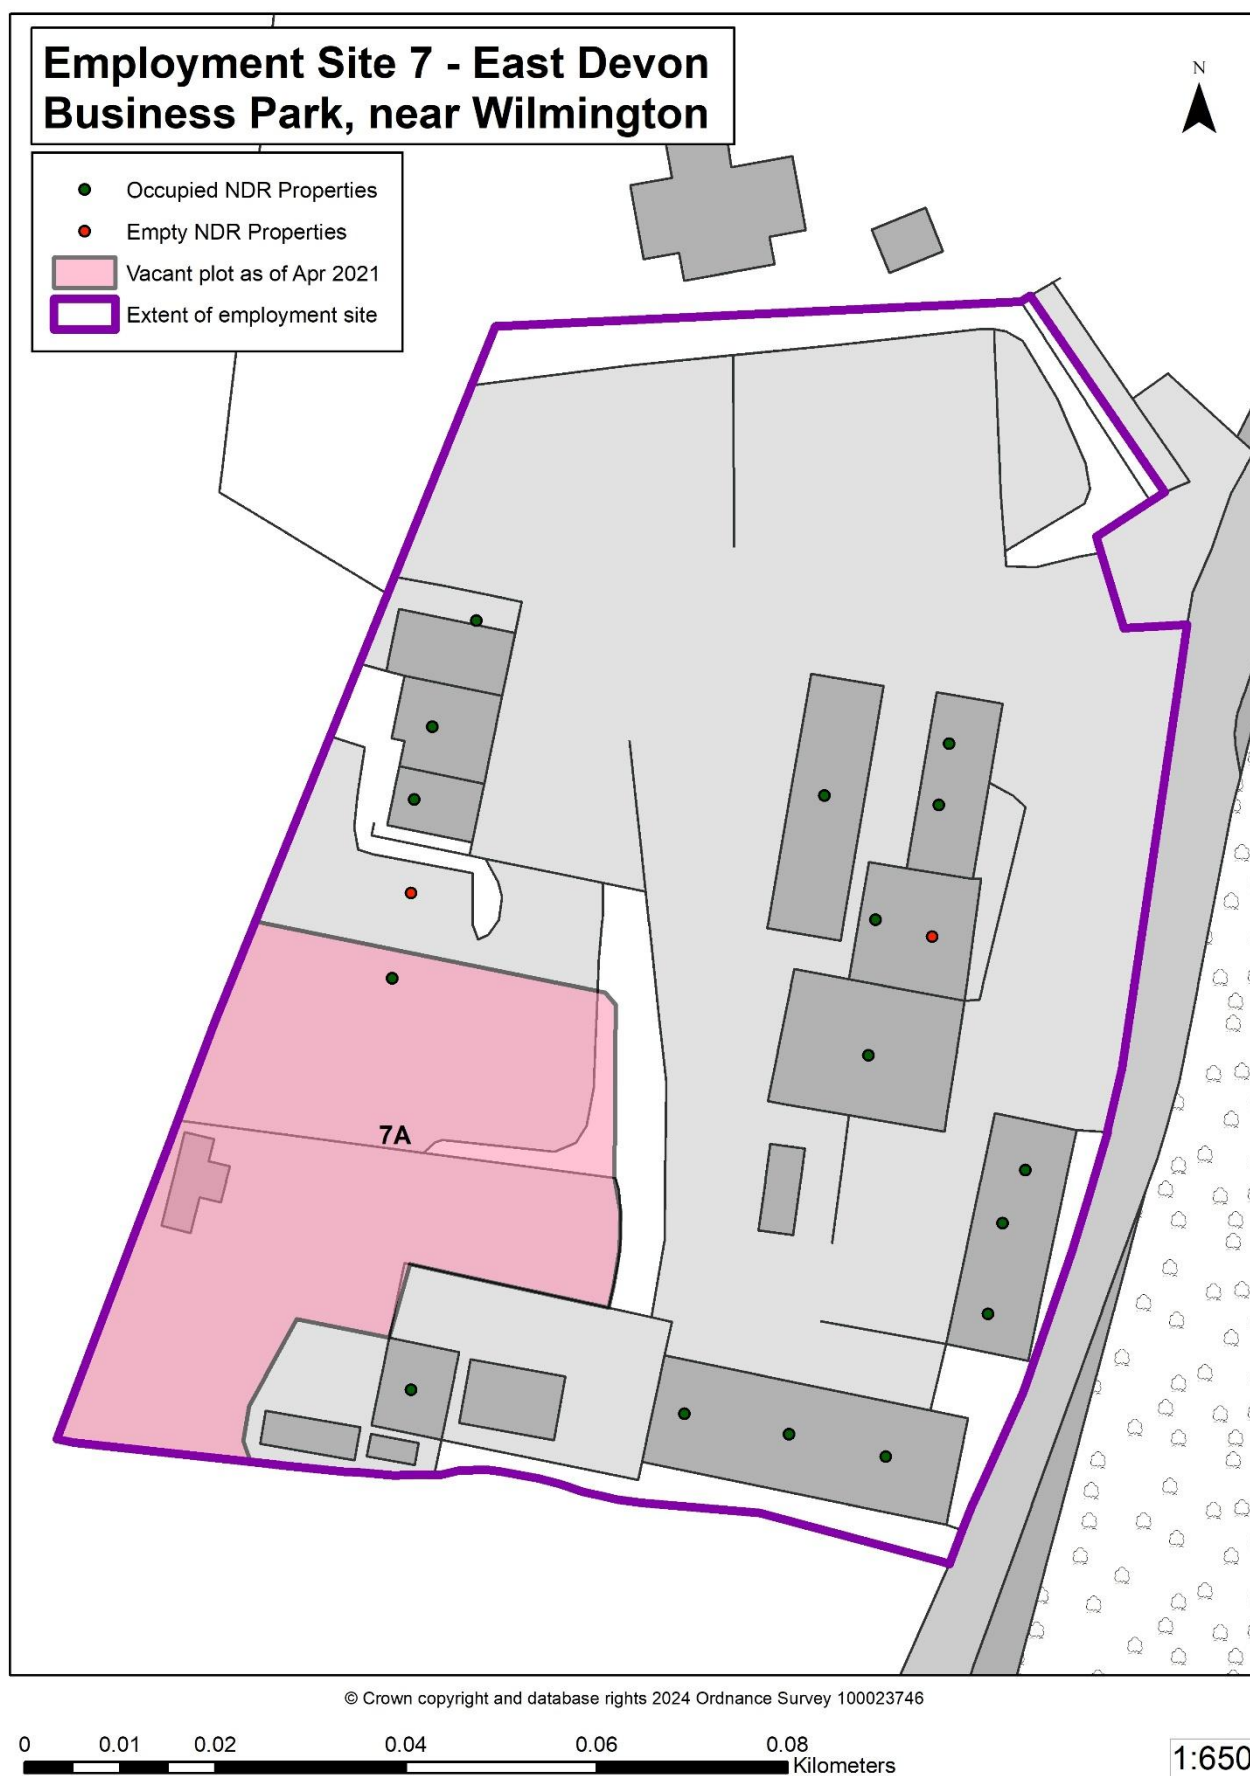 Employment Site 7 - East Devon
Business Park, near Wilmington
N
Occupied NDR Properties
Empty NDR Properties
Vacant plot as of Apr 2021
Extent of employment site
7A
© Crown copyright and database rights 2024 Ordnance Survey 100023746
0 0.01 0.02 0.04 0.06 0.08
Kilometers
1:650